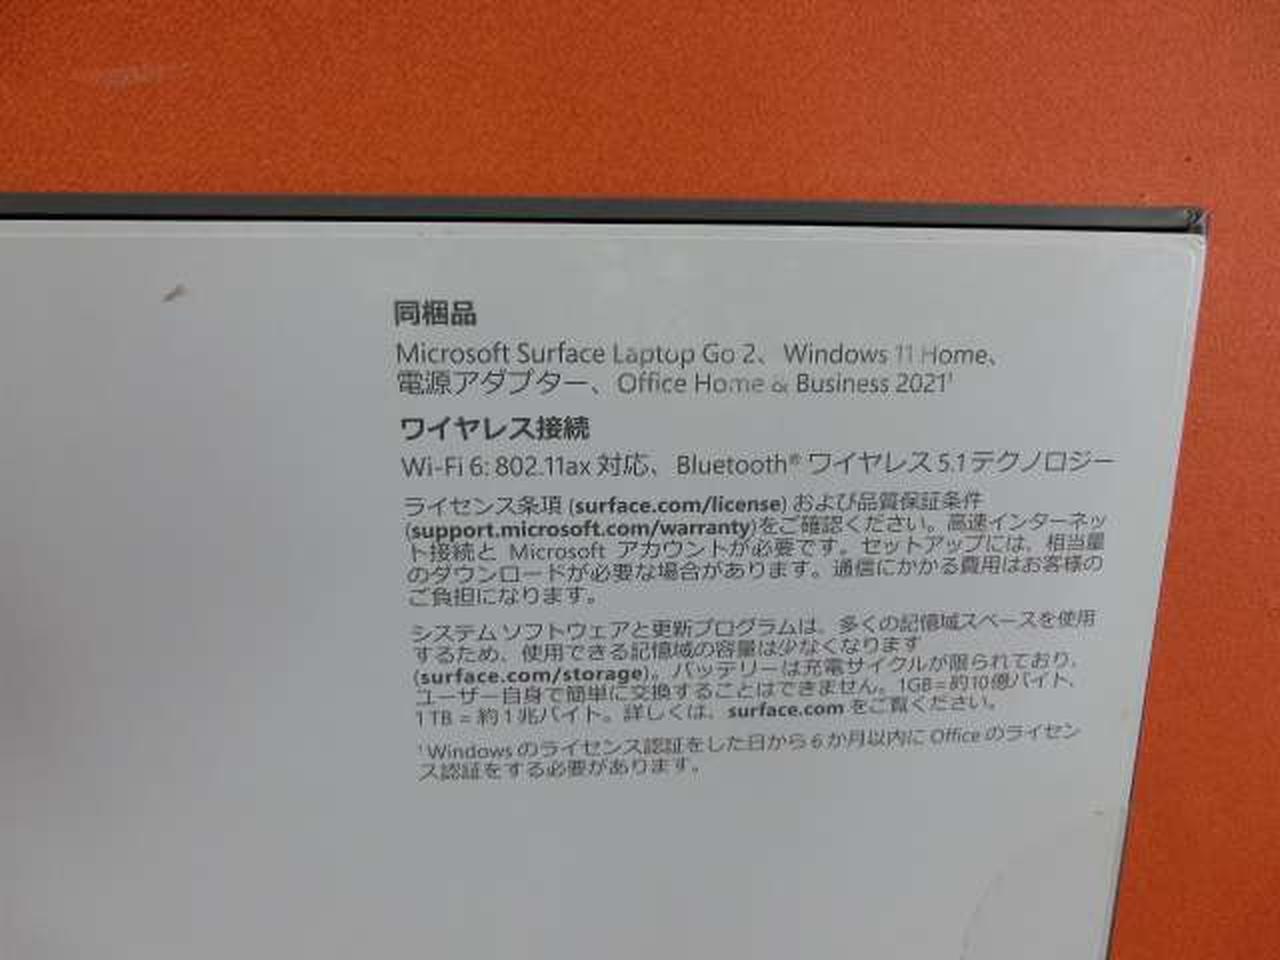 同梱品
Microsoft Surface Laptop Go 2、Windows 11 Home、
電源アダプター、Office Home & Business 2021¹
ワイヤレス接続
Wi-Fi 6: 802.11ax 対応、Bluetooth® ワイヤレス 5.1 テクノロジー
ライセンス条項 (surface.com/license) および品質保証条件
(support.microsoft.com/warranty)をご確認ください。高速インターネッ
ト接続と Microsoft アカウントが必要です。セットアップには、相当量
のダウンロードが必要な場合があります。通信にかかる費用はお客様の
ご負担になります。
システム ソフトウェアと更新プログラムは、多くの記憶域スペースを使用
するため、使用できる記憶域の容量は少なくなります
(surface.com/storage)。バッテリーは充電サイクルが限られており、
ユーザー自身で簡単に交換することはできません。1GB = 約10億バイト、
1 TB = 約 1 兆バイト。詳しくは、surface.com をご覧ください。
¹ Windows のライセンス認証をした日から 6 か月以内に Office のライセン
ス認証をする必要があります。